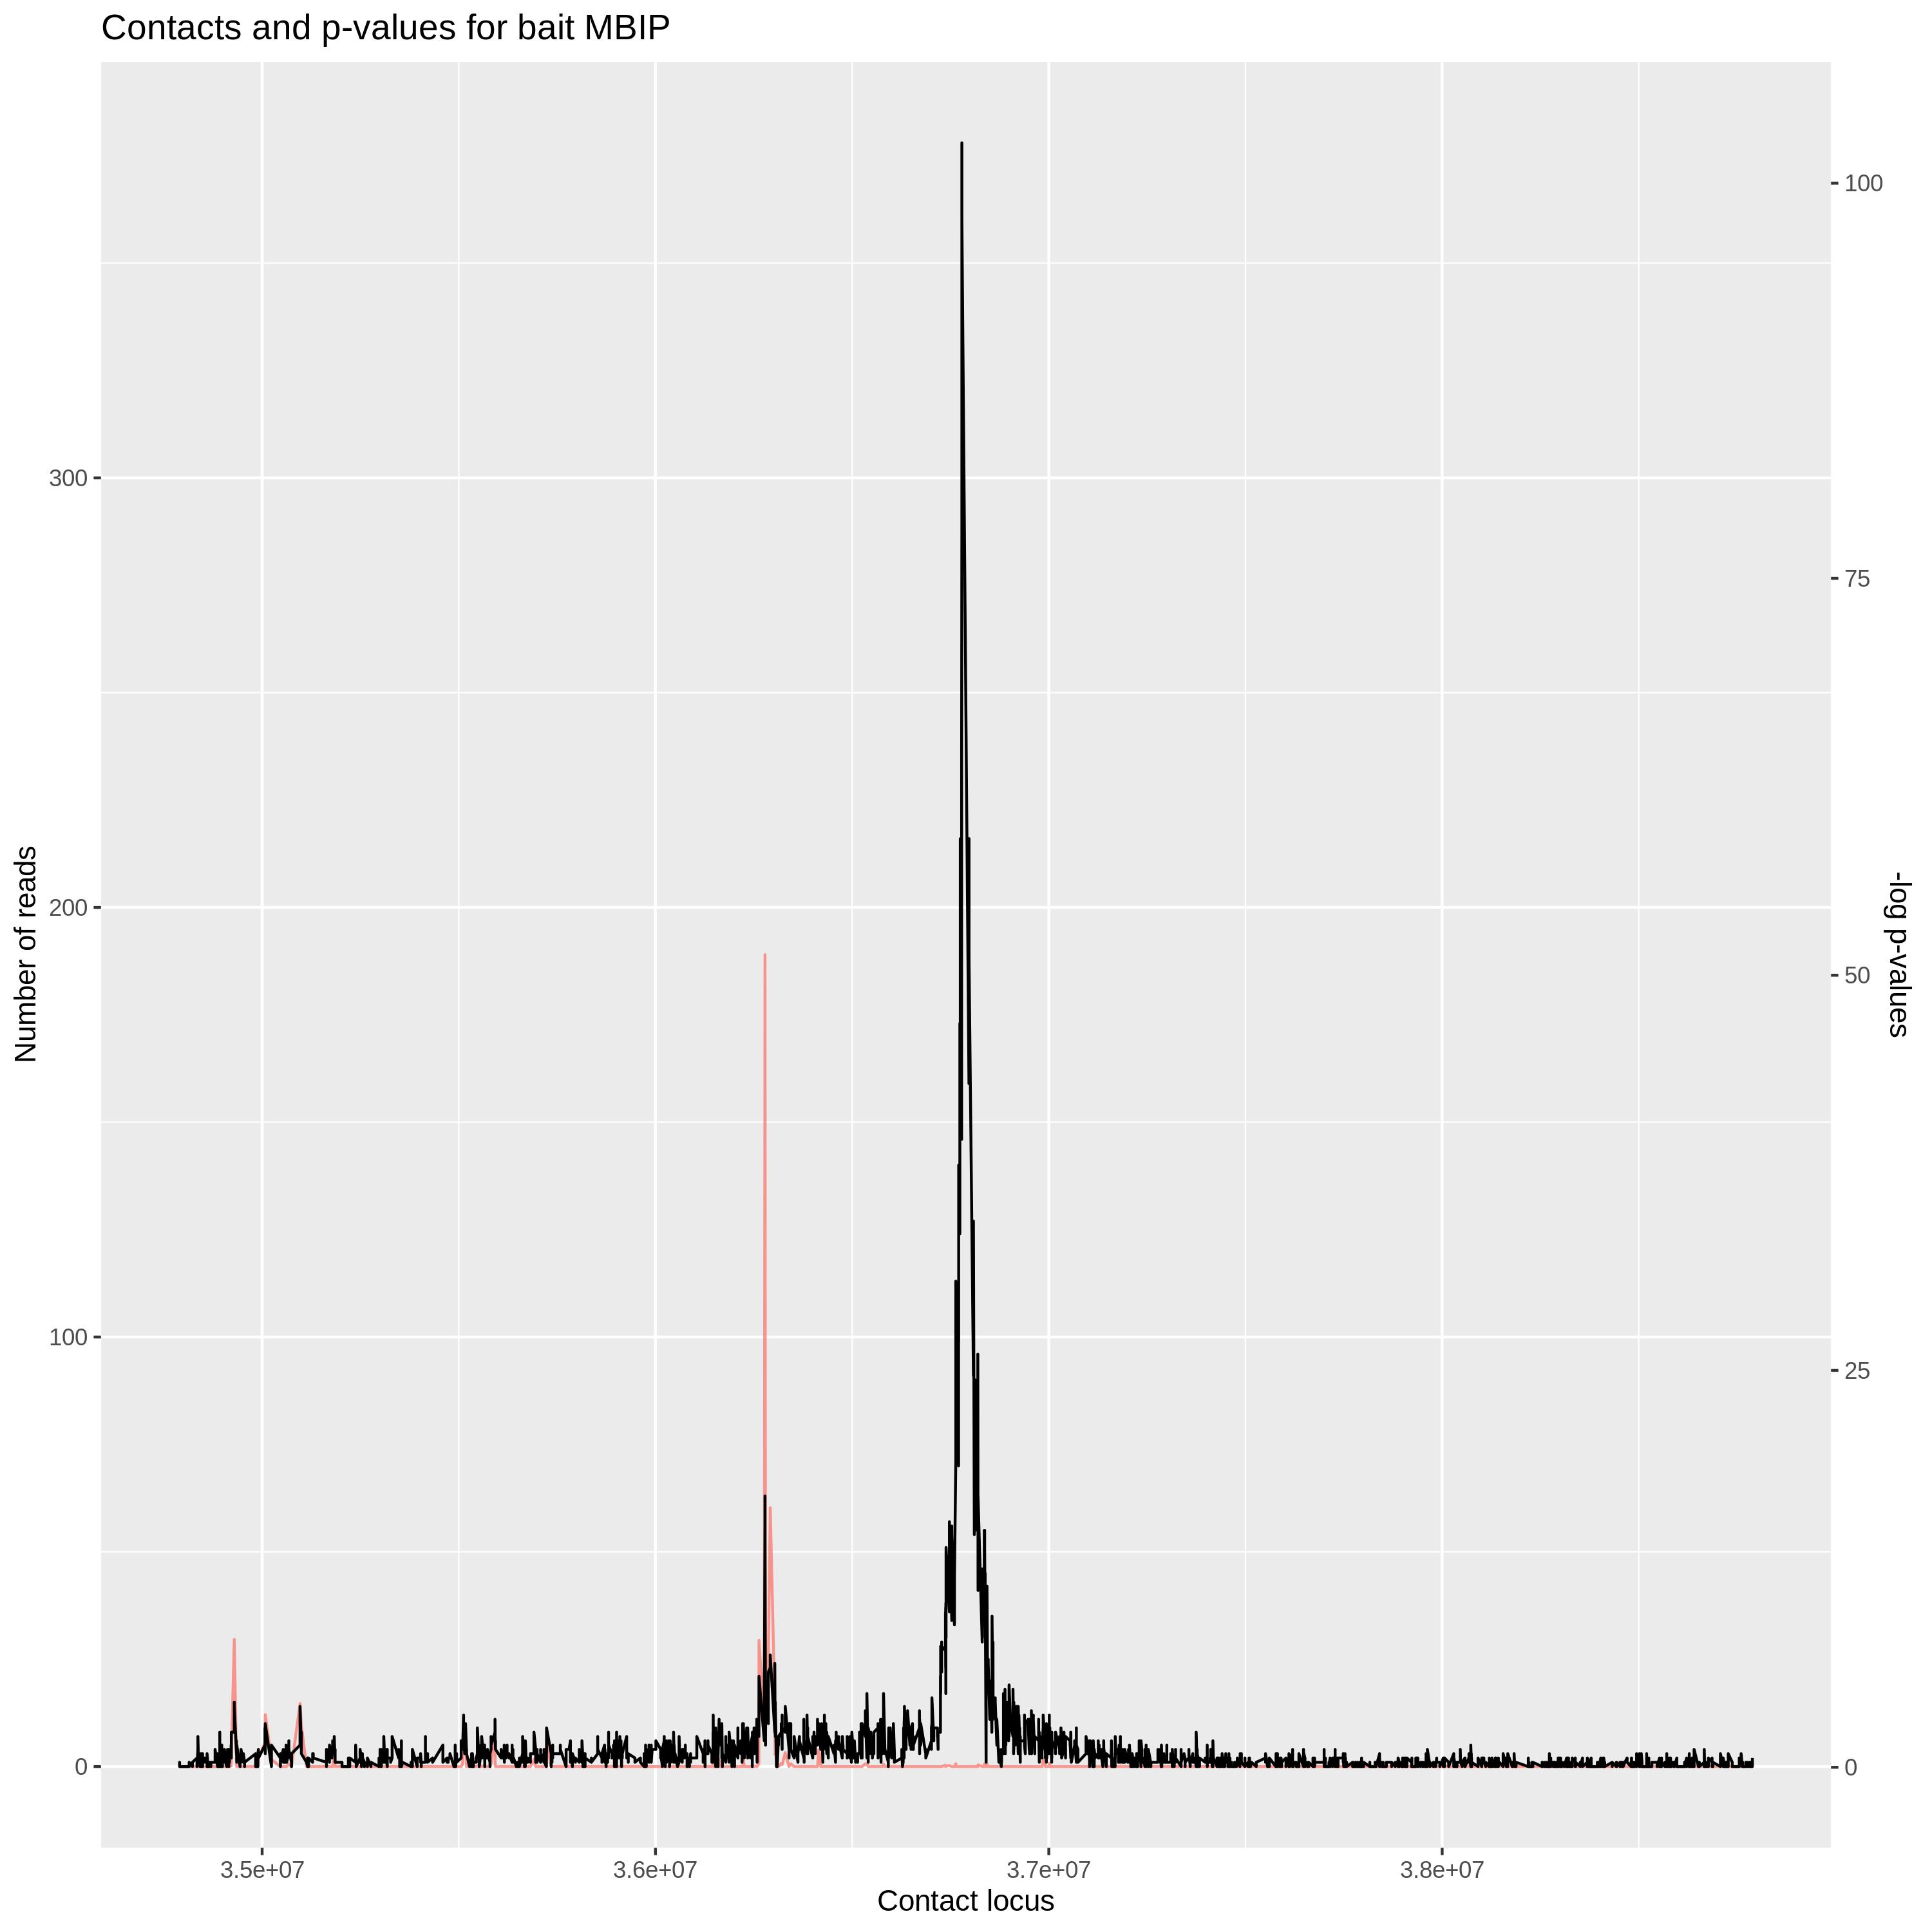 Contacts and p-values for bait MBIP
Number of reads
300
200
100
0
100
75
50
25
0
-log p-values
3.5e+07
3.6e+07
3.7e+07
3.8e+07
Contact locus